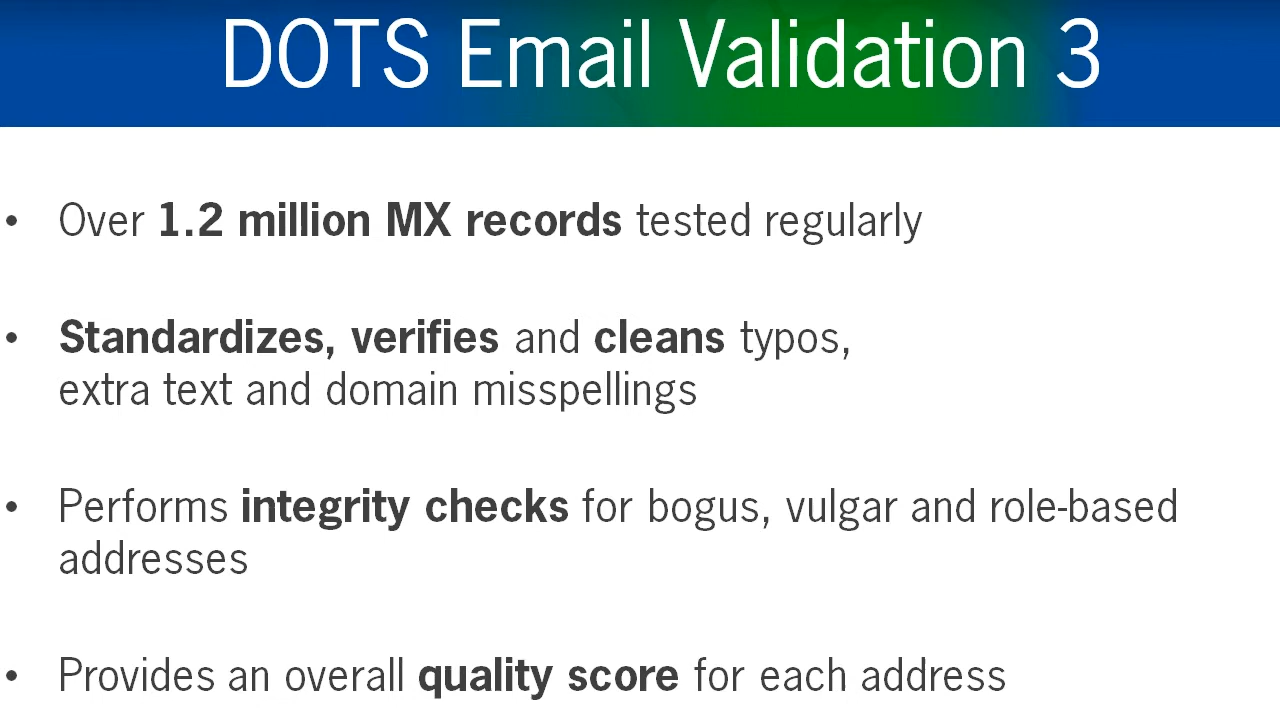 DOTS Email Validation 3
• Over 1.2 million MX records tested regularly
• Standardizes, verifies and cleans typos,
extra text and domain misspellings
• Performs integrity checks for bogus, vulgar and role-based
addresses
• Provides an overall quality score for each address